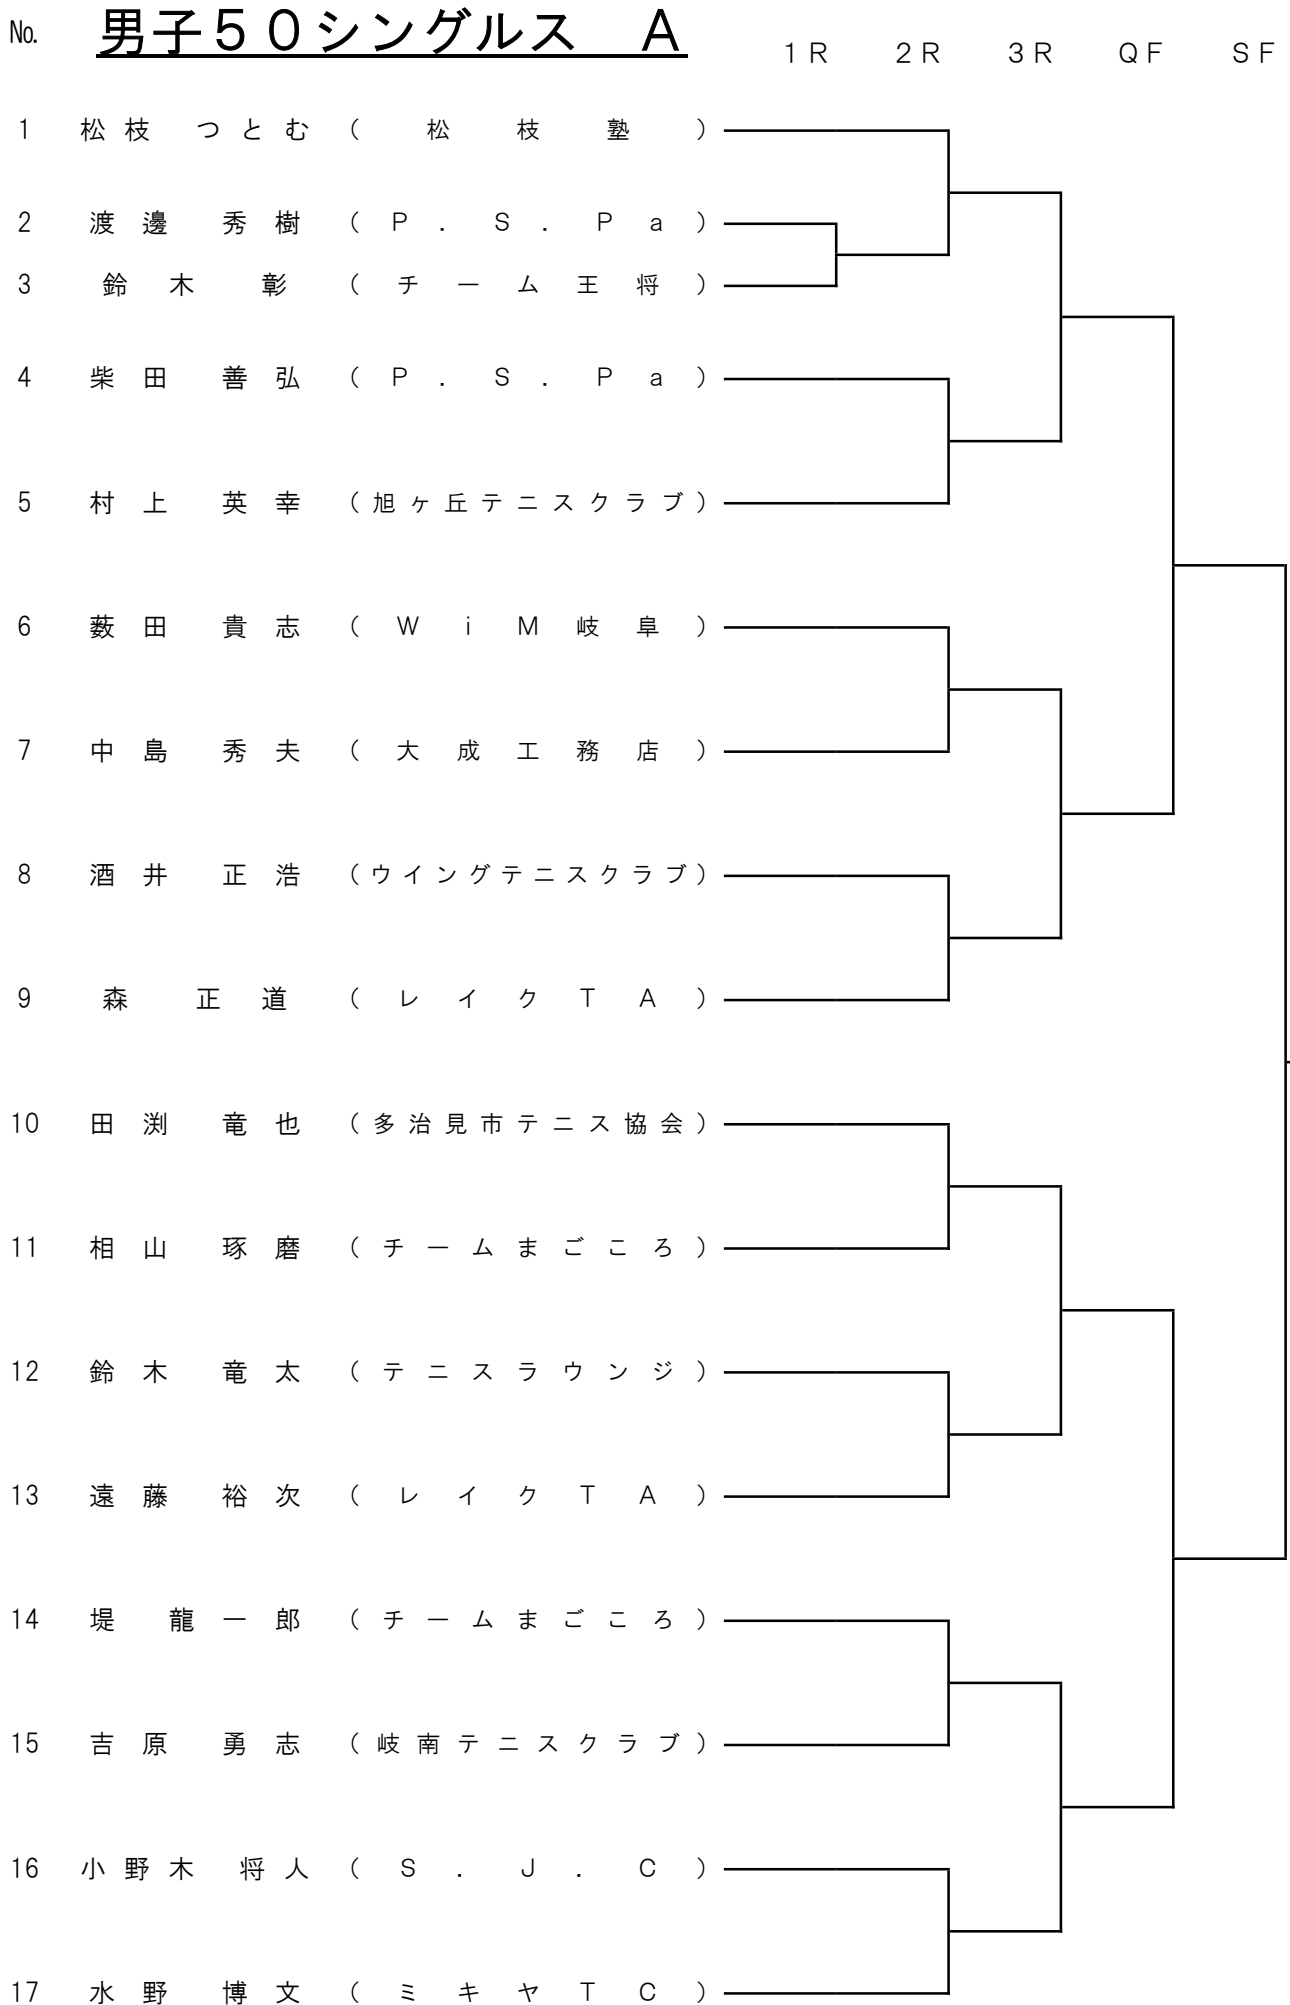 No. 男子50シングルス A 1R 2R 3R QF SF
1 松枝 つとむ (松枝塾)
2 渡邊 秀樹 (P.S.Pa)
3 鈴木 彰 (チーム王将)
4 柴田 善弘 (P.S.Pa)
5 村上 英幸 (旭ヶ丘テニスクラブ)
6 薮田 貴志 (WiM岐阜)
7 中島 秀夫 (大成工務店)
8 酒井 正浩 (ウイングテニスクラブ)
9 森 正道 (レイクTA)
10 田渕 竜也 (多治見市テニス協会)
11 相山 琢磨 (チームまごころ)
12 鈴木 竜太 (テニスラウンジ)
13 遠藤 裕次 (レイクTA)
14 堤 龍一郎 (チームまごころ)
15 吉原 勇志 (岐南テニスクラブ)
16 小野木 将人 (S.J.C)
17 水野 博文 (ミキヤTC)